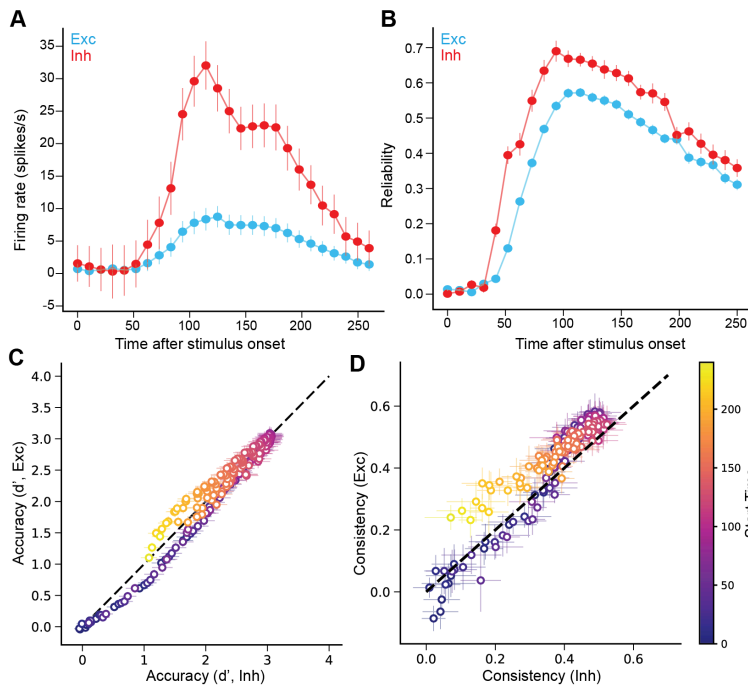 A
Exc
Inh
35
30
25
20
15
10
5
0
−5
Firing rate (splikes/s)
0 50 100 150 200 250
Time after stimulus onset
B
Exc
Inh
0.7
0.6
0.5
0.4
0.3
0.2
0.1
0.0
Reliability
0 50 100 150 200 250
Time after stimulus onset
C
4.0
3.5
3.0
2.5
2.0
1.5
1.0
0.5
0.0
Accuracy (d', Exc)
0 1 2 3 4
Accuracy (d', Inh)
D
0.6
0.4
0.2
0.0
Consistency (Exc)
0.0 0.2 0.4 0.6
Consistency (Inh)
200
150
100
50
0